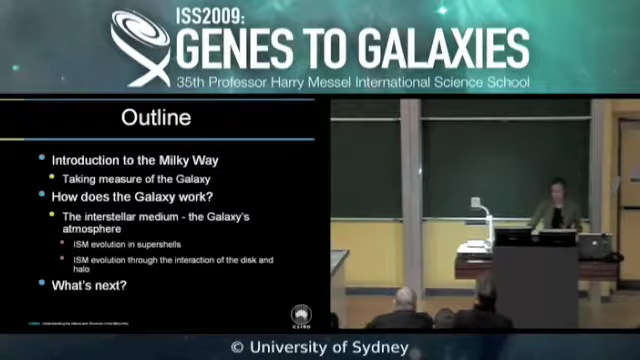 ISS2009:
GENES TO GALAXIES
35th Professor Harry Messel International Science School
Outline
Introduction to the Milky Way
Taking measure of the Galaxy
How does the Galaxy work?
The interstellar medium - the Galaxy's
atmosphere
ISM evolution in supershells
ISM evolution through the interaction of the disk and
halo
What's next?
CSIRO
© University of Sydney